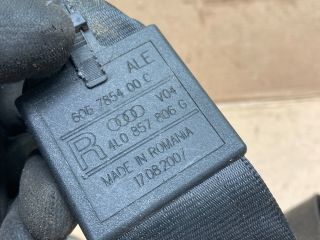 ALE
606 7854 00 C V04
R 4L0 857 806 G
MADE IN ROMANIA
17.08.2007